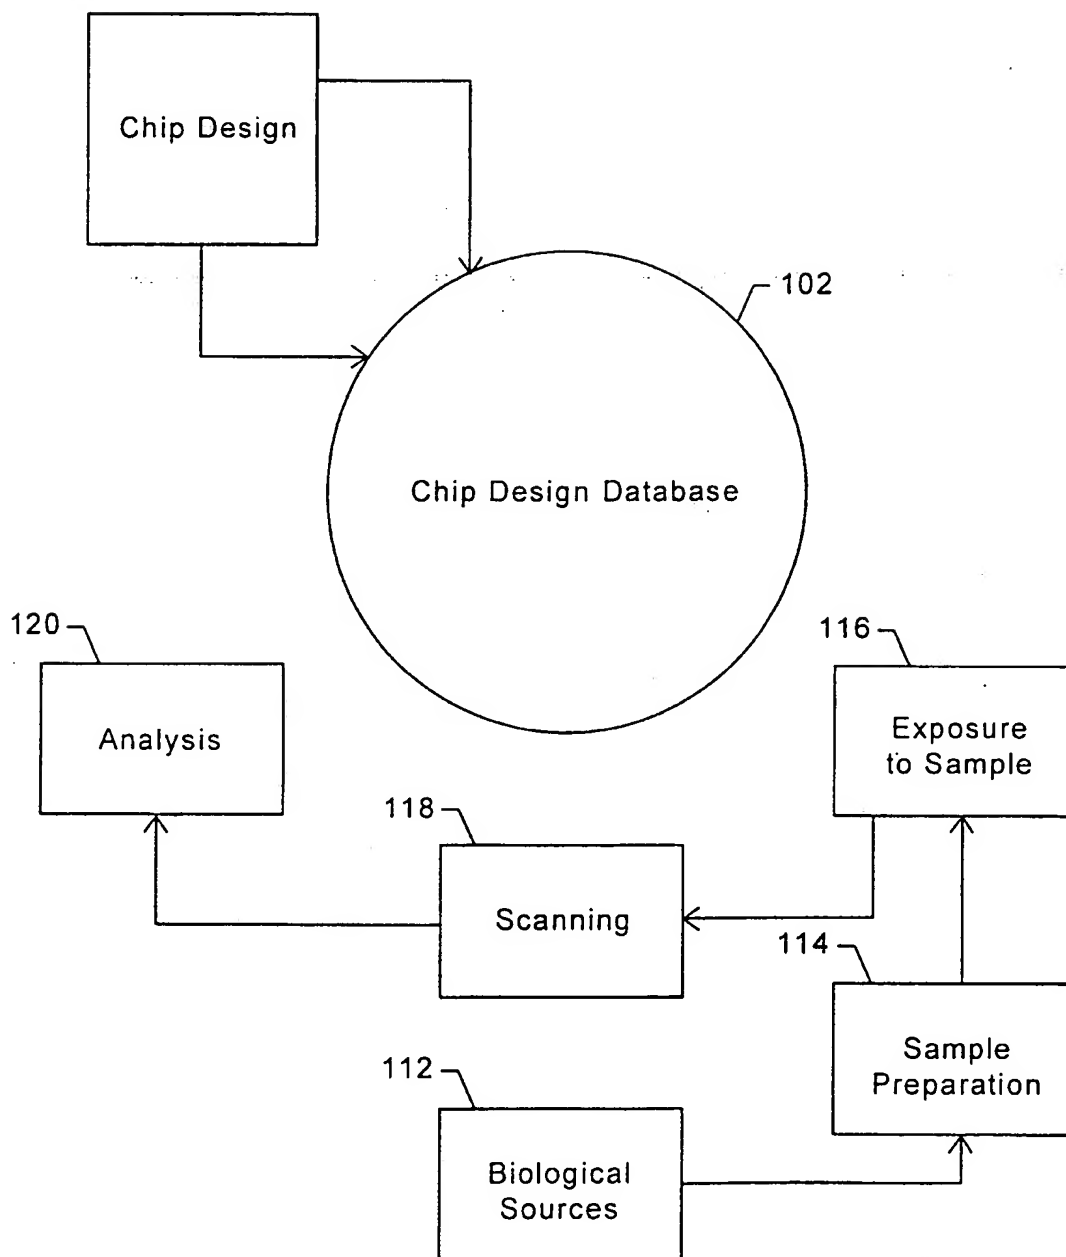 Chip Design
102
Chip Design Database
120
Analysis
116
Exposure
to Sample
118
Scanning
114
Sample
Preparation
112
Biological
Sources